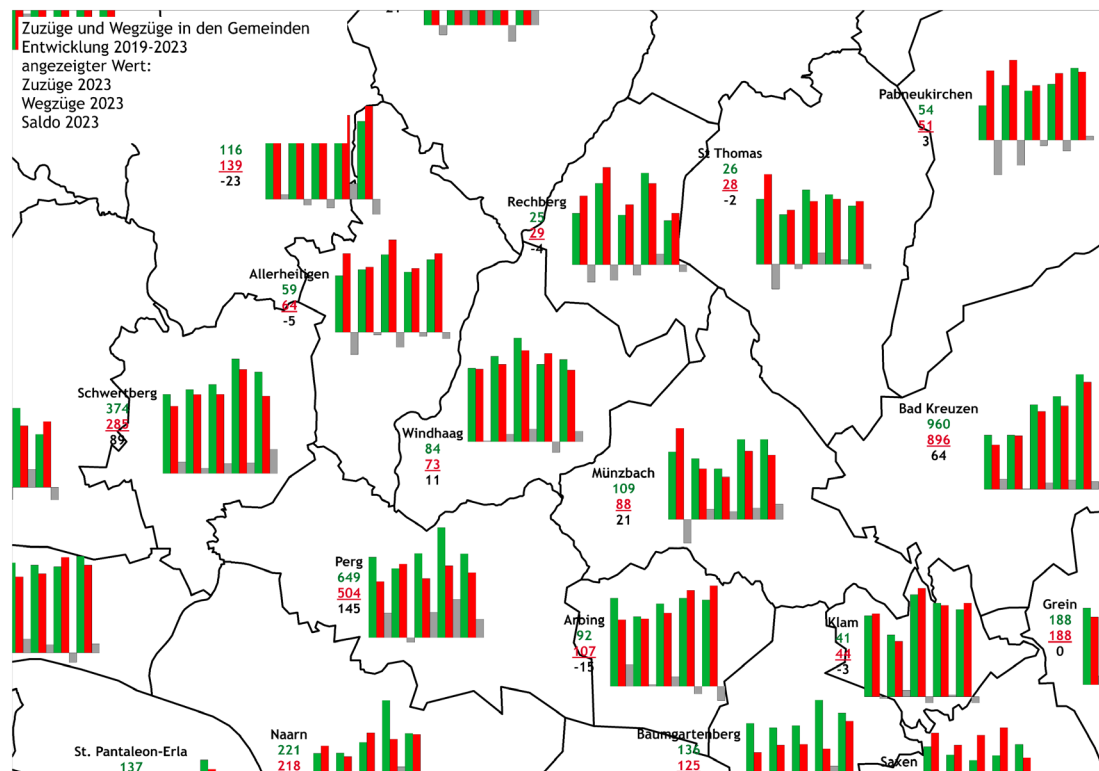 Zuzüge und Wegzüge in den Gemeinden
Entwicklung 2019-2023
angezeigter Wert:
Zuzüge 2023
Wegzüge 2023
Saldo 2023
Pabneukirchen
54
51
3
116
139
-23
St Thomas
26
28
-2
Rechberg
25
29
-4
Allerheiligen
59
64
-5
Schwertberg
374
285
89
Windhaag
84
73
11
Bad Kreuzen
960
896
64
Münzbach
109
88
21
Perg
649
504
145
Arbing
92
107
-15
Klam
41
44
-3
Grein
188
188
0
Naarn
221
218
St. Pantaleon-Erla
137
Baumgartenberg
136
125
Saxen